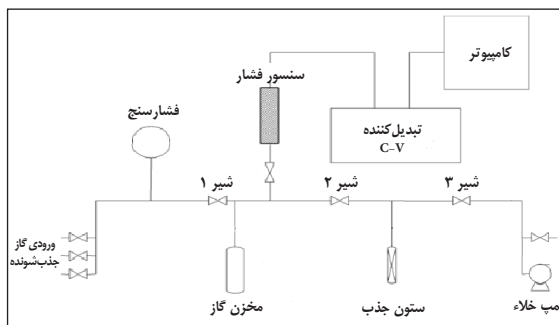 کامپیوتر
سنسور فشار
فشارسنج
تبدیل‌کننده
C-V
شیر ۱
شیر ۲
شیر ۳
ورودی گاز
جذب‌شونده
مخزن گاز
ستون جذب
مپ خلاء